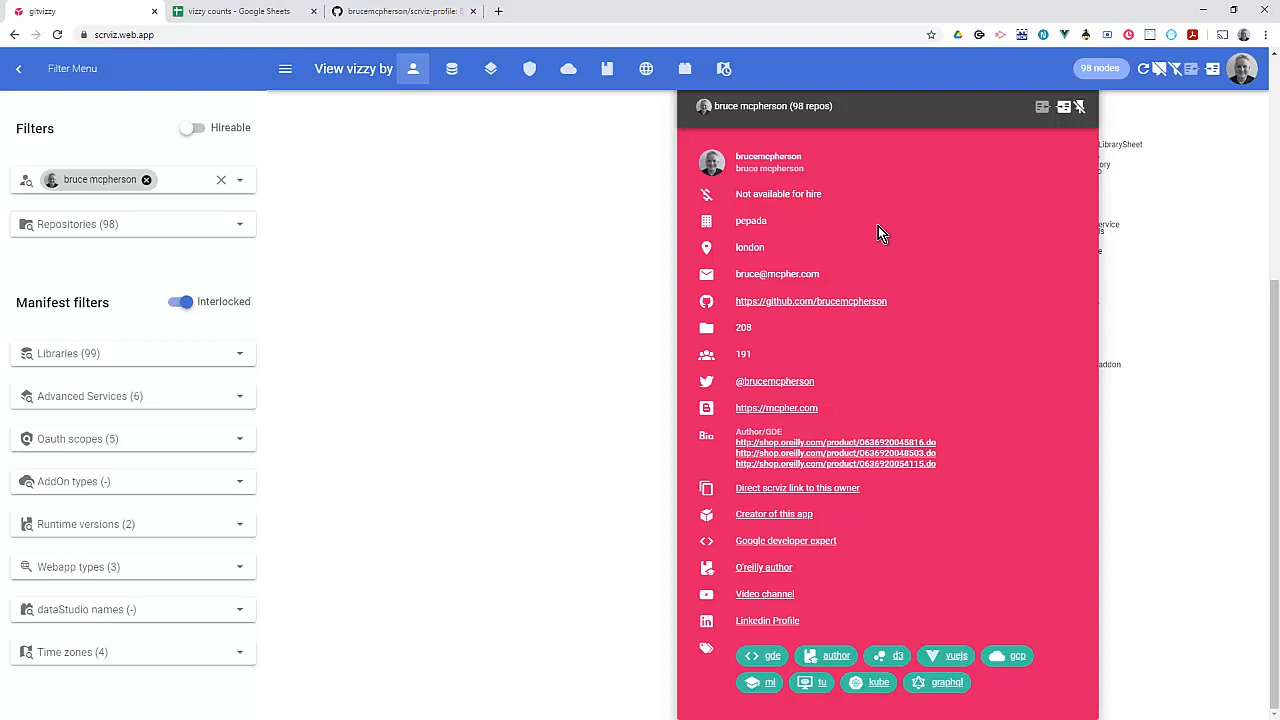 gitvizzy
vizzy counts - Google Sheets
brucemcpherson/scrviz-profile: E
scrviz.web.app
Filter Menu
View vizzy by
98 nodes
Filters
Hireable
bruce mcpherson (98 repos)
LibrarySheet
ory
brucemcpherson
bruce mcpherson
brucemcpherson
Not available for hire
Repositories (98)
pepada
ervice
s
london
e
bruce@mcpher.com
Manifest filters
Interlocked
https://github.com/brucemcpherson
208
Libraries (99)
191
addon
@brucemcpherson
Advanced Services (6)
https://mcpher.com
Oauth scopes (5)
Bio
Author/GDE
http://shop.oreilly.com/product/0636920045816.do
http://shop.oreilly.com/product/0636920048503.do
http://shop.oreilly.com/product/0636920054115.do
AddOn types (-)
Direct scrviz link to this owner
Runtime versions (2)
Creator of this app
Google developer expert
Webapp types (3)
O'reilly author
Video channel
dataStudio names (-)
Linkedin Profile
Time zones (4)
gde
author
d3
vuejs
gcp
ml
tu
kube
graphql